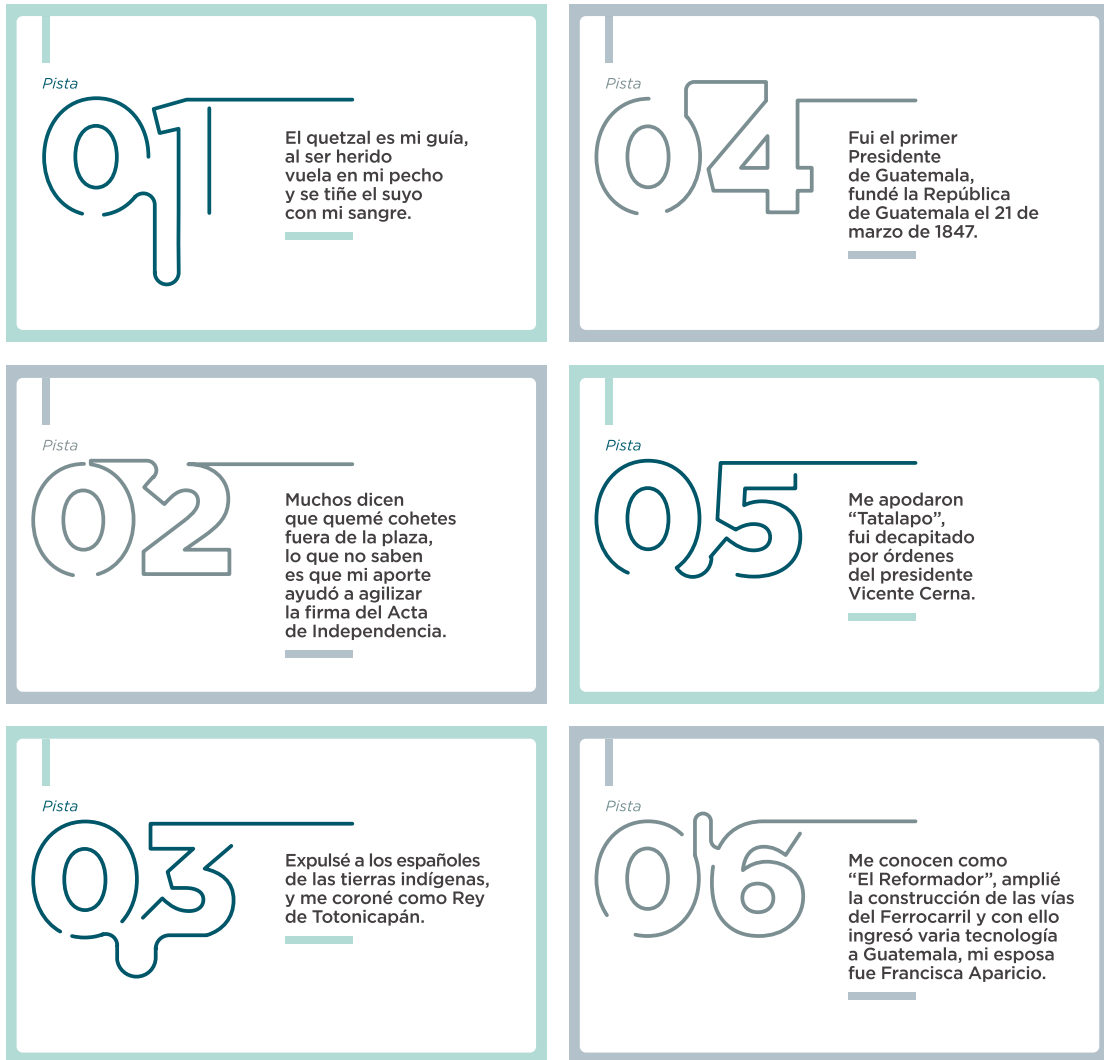 Pista
01
El quetzal es mi guía,
al ser herido
vuela en mi pecho
y se tiñe el suyo
con mi sangre.
Pista
02
Muchos dicen
que quemé cohetes
fuera de la plaza,
lo que no saben
es que mi aporte
ayudó a agilizar
la firma del Acta
de Independencia.
Pista
03
Expulsé a los españoles
de las tierras indígenas,
y me coroné como Rey
de Totonicapán.
Pista
04
Fui el primer
Presidente
de Guatemala,
fundé la República
de Guatemala el 21 de
marzo de 1847.
Pista
05
Me apodaron
“Tatalapo”,
fui decapitado
por órdenes
del presidente
Vicente Cerna.
Pista
06
Me conocen como
“El Reformador”, amplié
la construcción de las vías
del Ferrocarril y con ello
ingresó varia tecnología
a Guatemala, mi esposa
fue Francisca Aparicio.